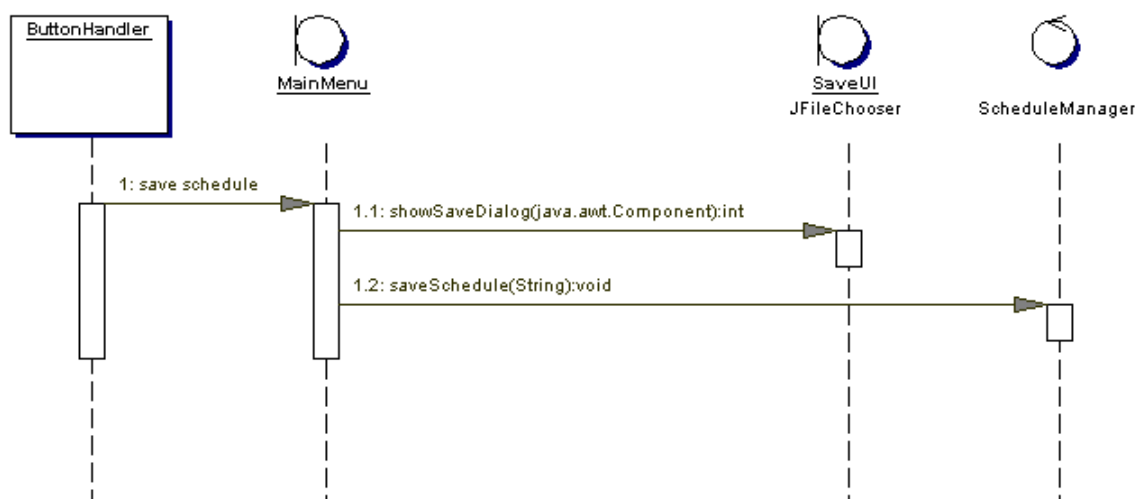 ButtonHandler
MainMenu
SaveUI
JFileChooser
ScheduleManager
1: save schedule
1.1: showSaveDialog(java.awt.Component):int
1.2: saveSchedule(String):void